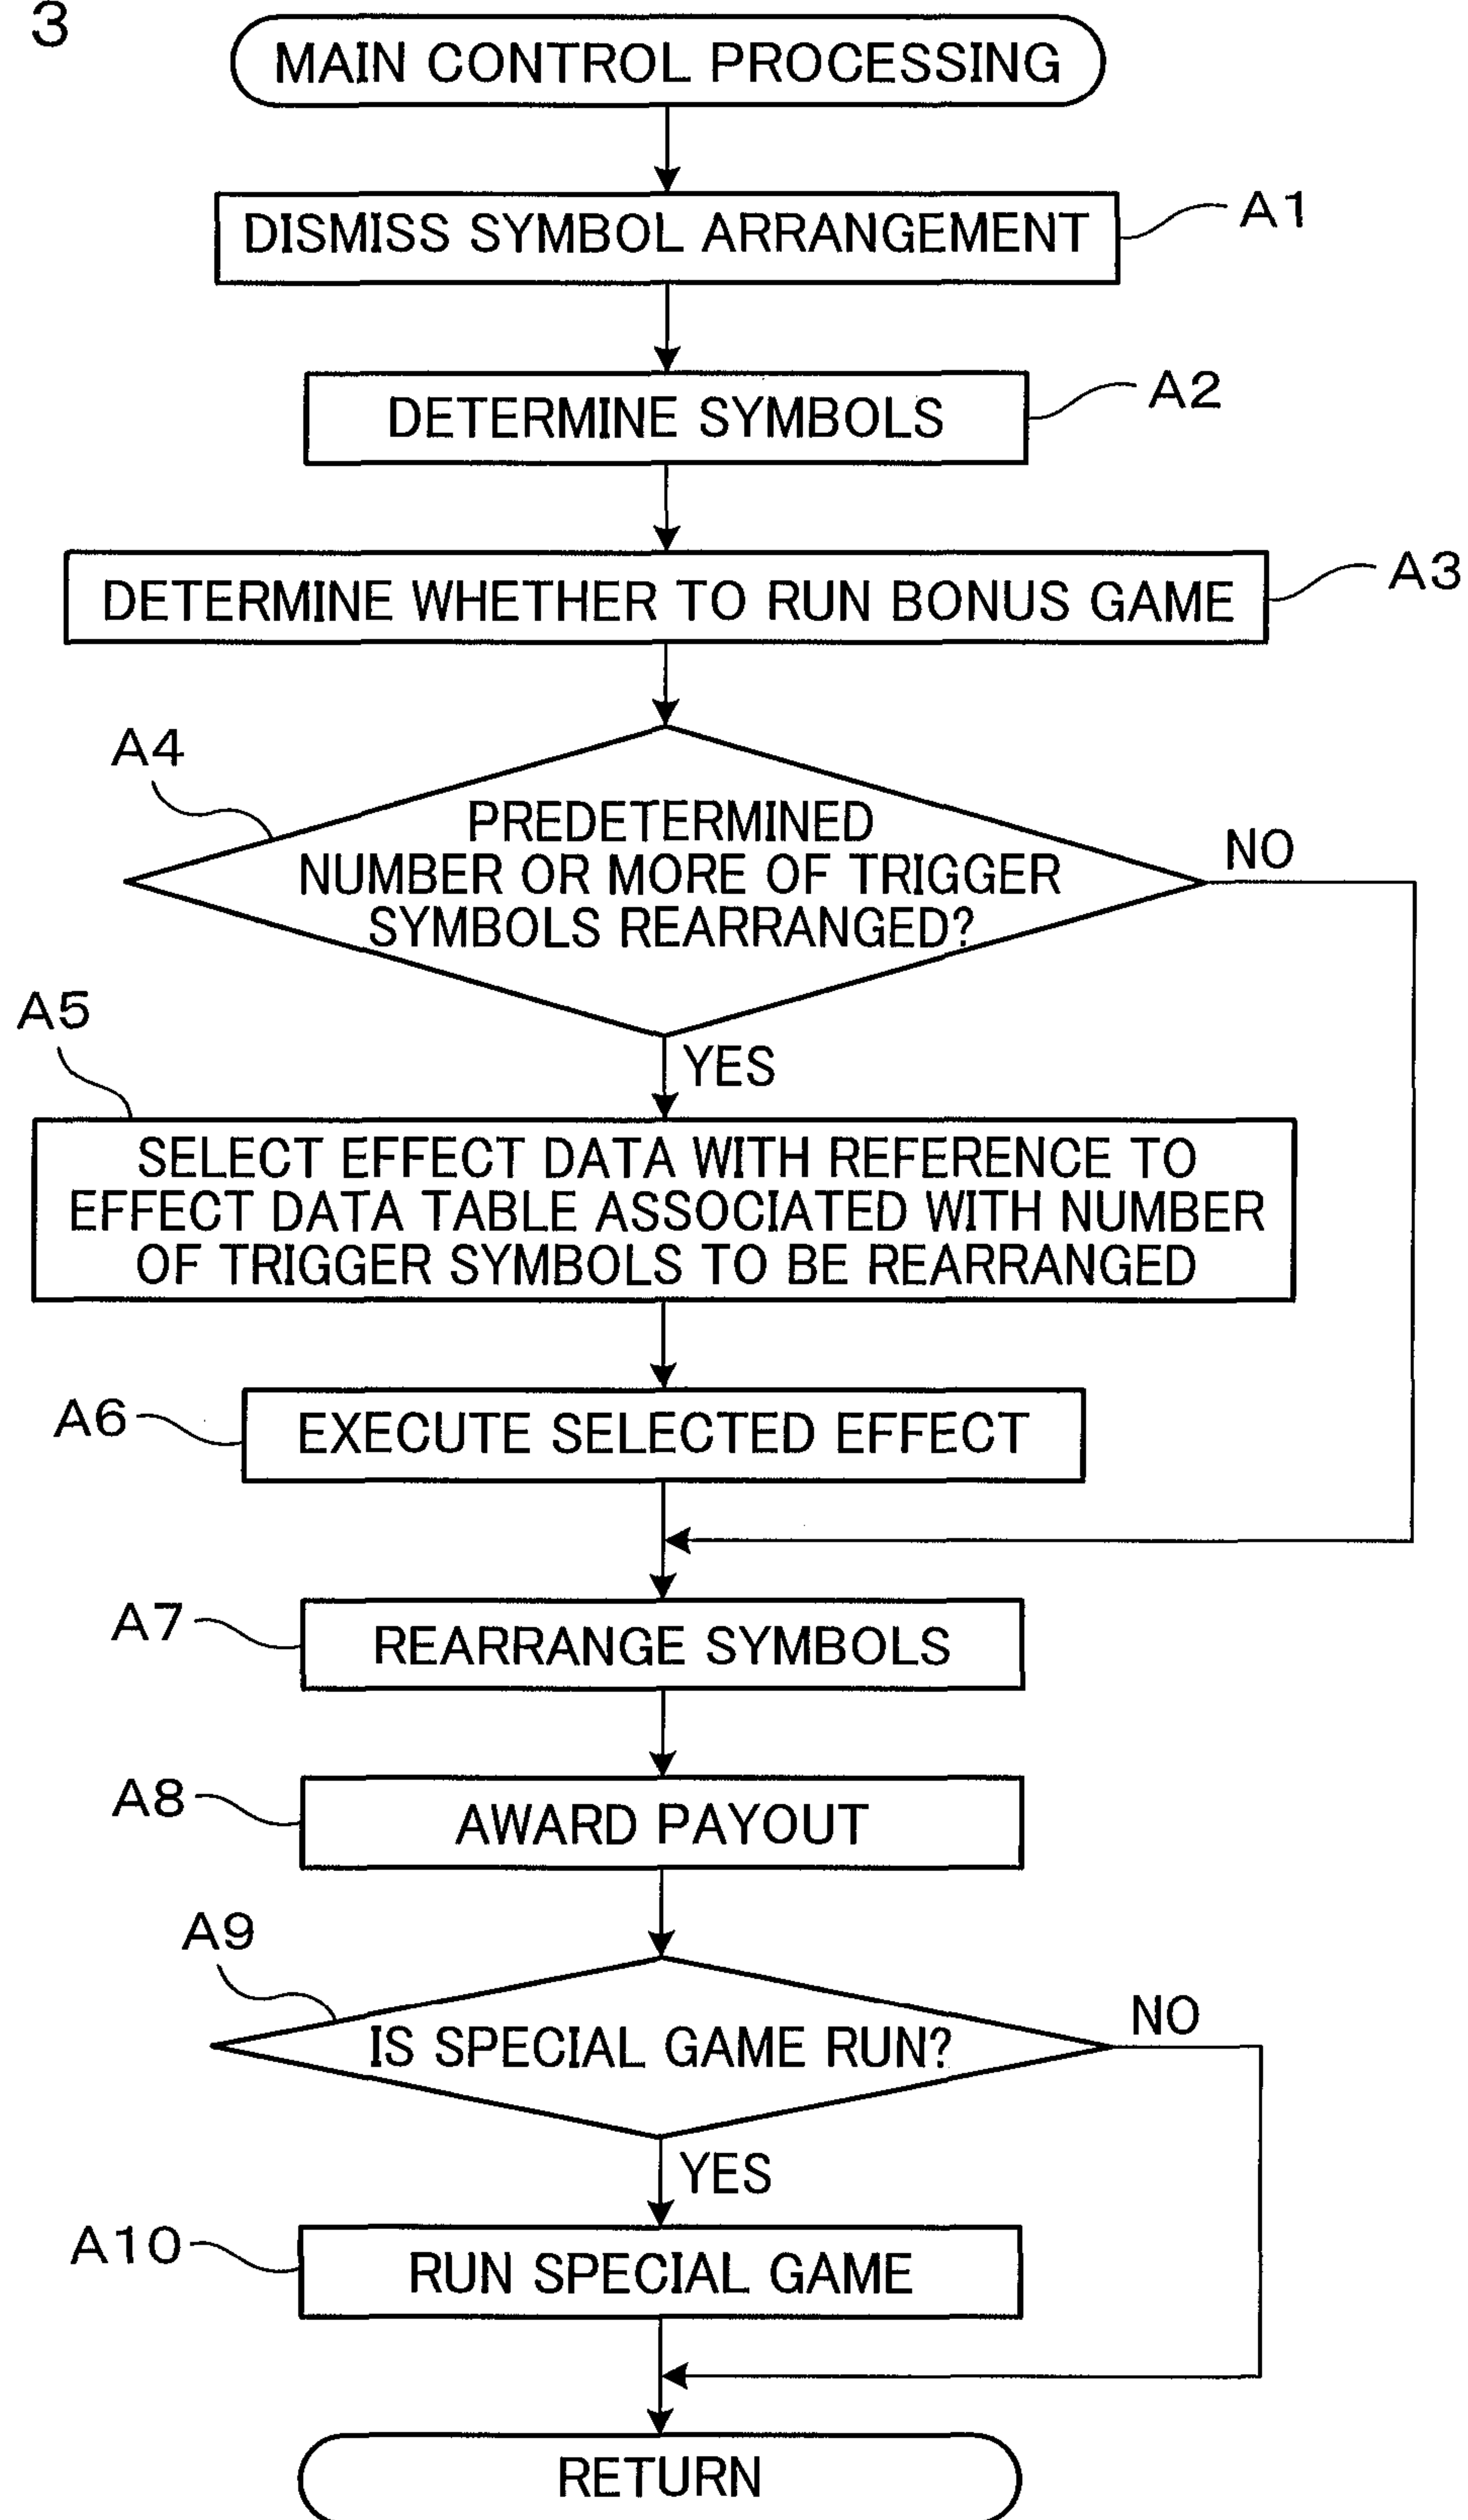 3
MAIN CONTROL PROCESSING
DISMISS SYMBOL ARRANGEMENT
A1
DETERMINE SYMBOLS
A2
DETERMINE WHETHER TO RUN BONUS GAME
A3
A4
PREDETERMINED
NUMBER OR MORE OF TRIGGER
SYMBOLS REARRANGED?
NO
YES
A5
SELECT EFFECT DATA WITH REFERENCE TO
EFFECT DATA TABLE ASSOCIATED WITH NUMBER
OF TRIGGER SYMBOLS TO BE REARRANGED
A6
EXECUTE SELECTED EFFECT
A7
REARRANGE SYMBOLS
A8
AWARD PAYOUT
A9
IS SPECIAL GAME RUN?
NO
YES
A10
RUN SPECIAL GAME
RETURN